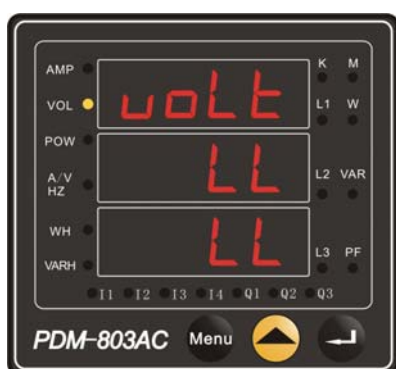 AMP
VOL
POW
A/V
HZ
WH
VARH
voLt
LL
LL
K M
L1 W
L2 VAR
L3 PF
I1 I2 I3 I4 Q1 Q2 Q3
PDM-803AC Menu